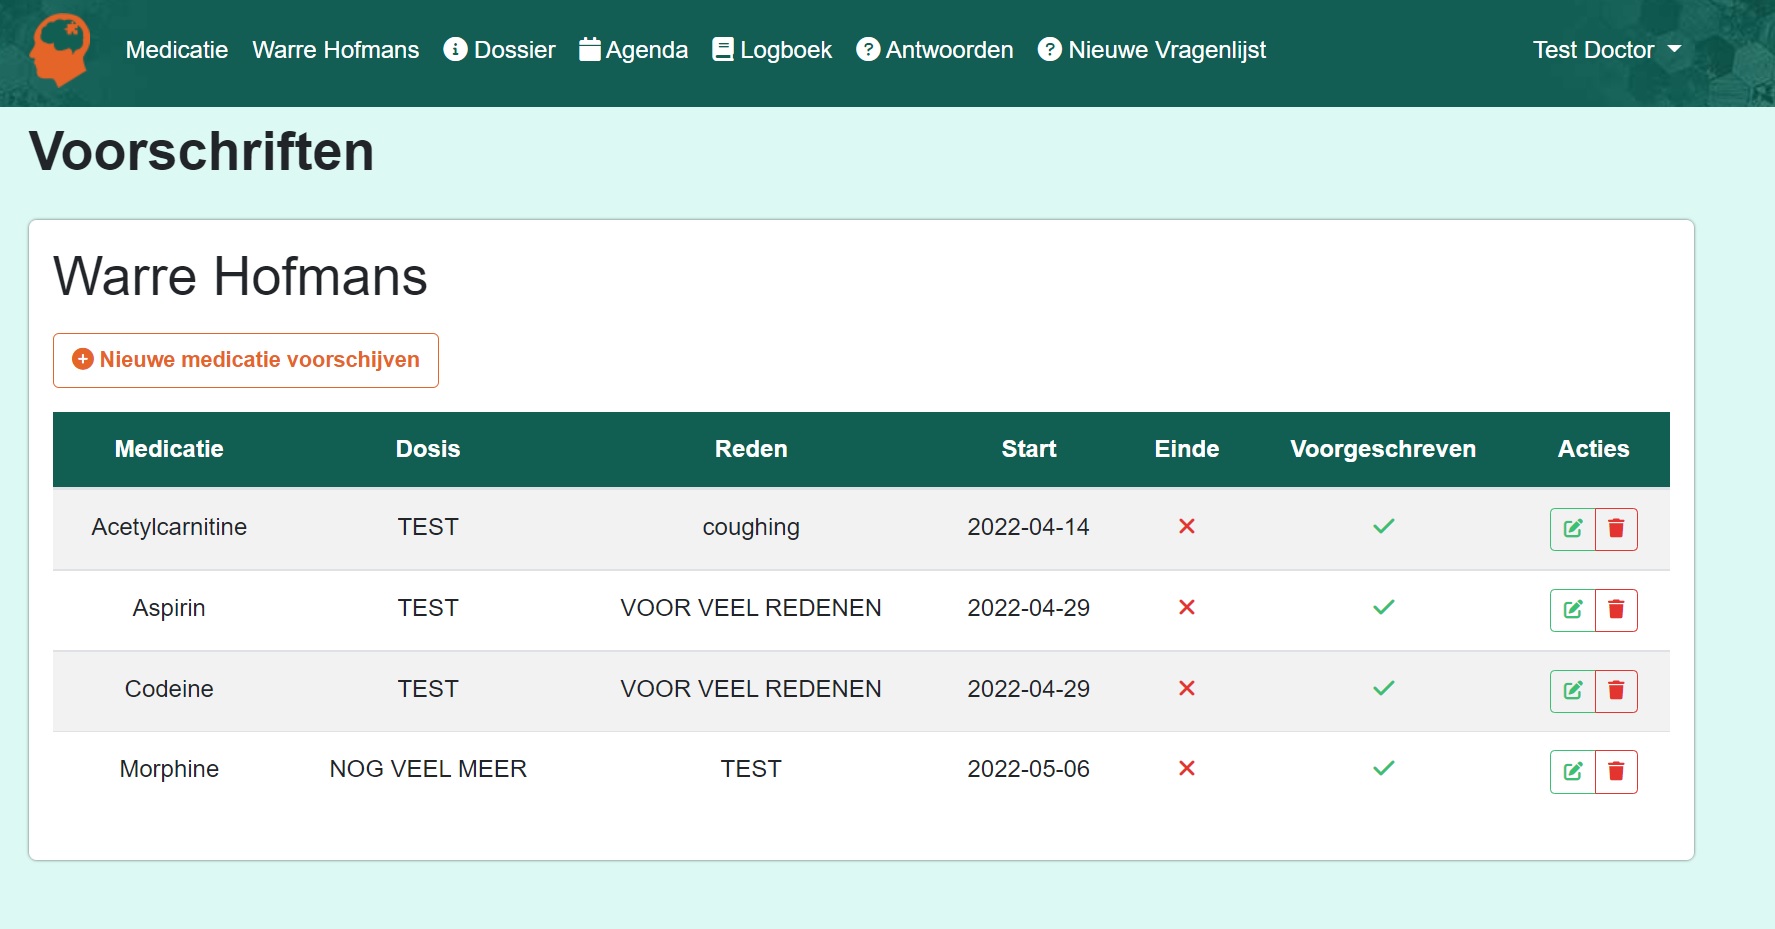 Medicatie Warre Hofmans Dossier Agenda Logboek Antwoorden Nieuwe Vragenlijst Test Doctor
Voorschriften
Warre Hofmans
Nieuwe medicatie voorschijven
Medicatie Dosis Reden Start Einde Voorgeschreven Acties
Acetylcarnitine TEST coughing 2022-04-14
Aspirin TEST VOOR VEEL REDENEN 2022-04-29
Codeine TEST VOOR VEEL REDENEN 2022-04-29
Morphine NOG VEEL MEER TEST 2022-05-06